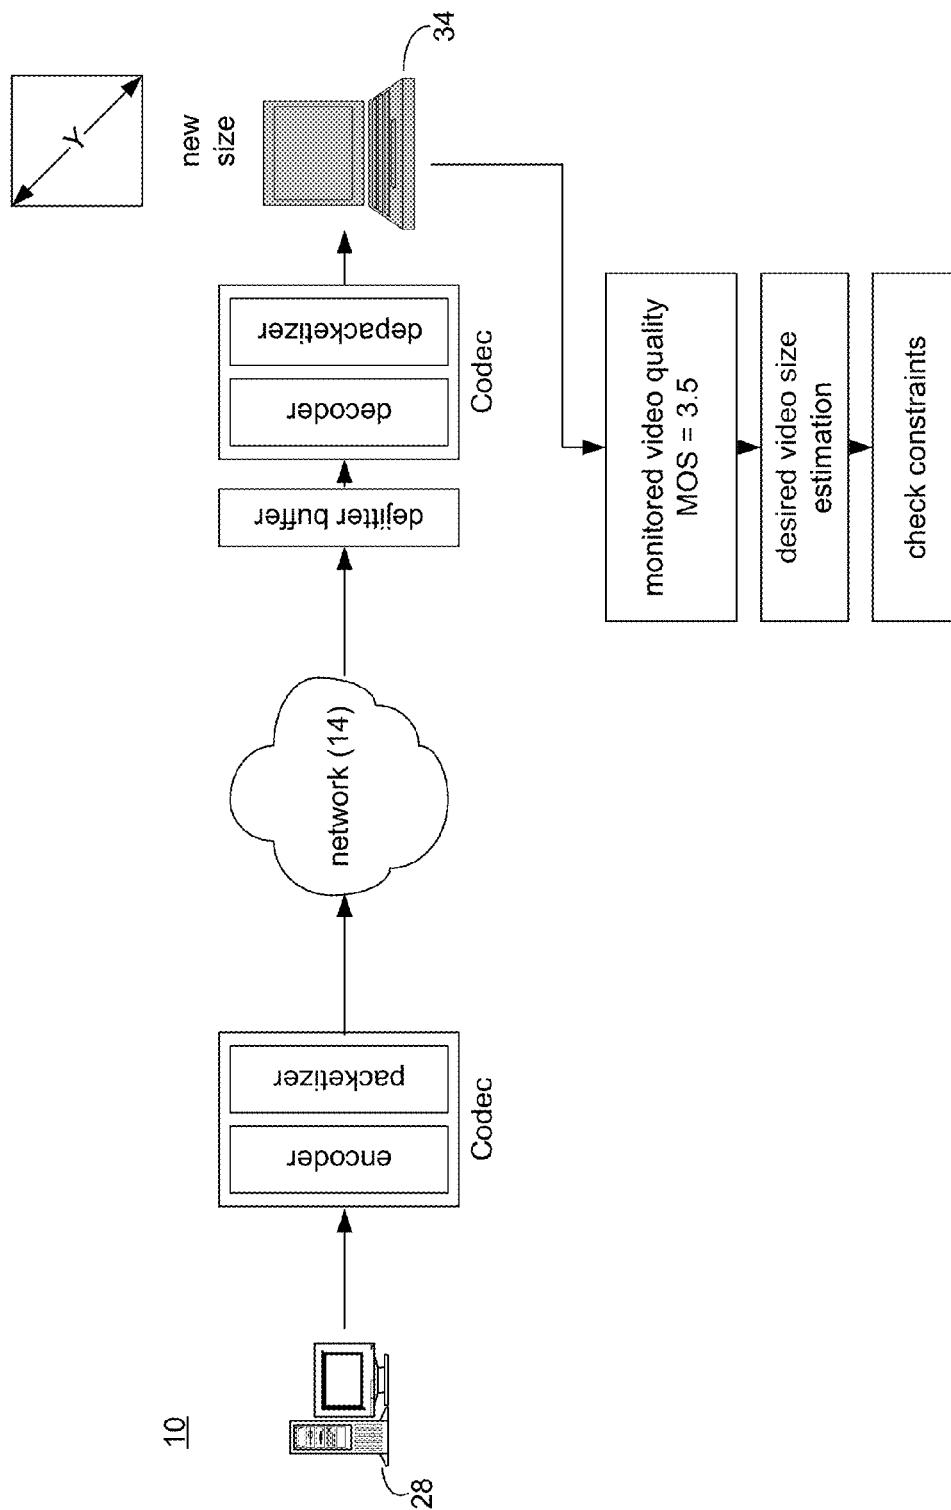 10
28
encoder
packetizer
Codec
network (14)
dejitter buffer
decoder
depacketizer
Codec
Y
new
size
34
monitored video quality
MOS = 3.5
desired video size
estimation
check constraints